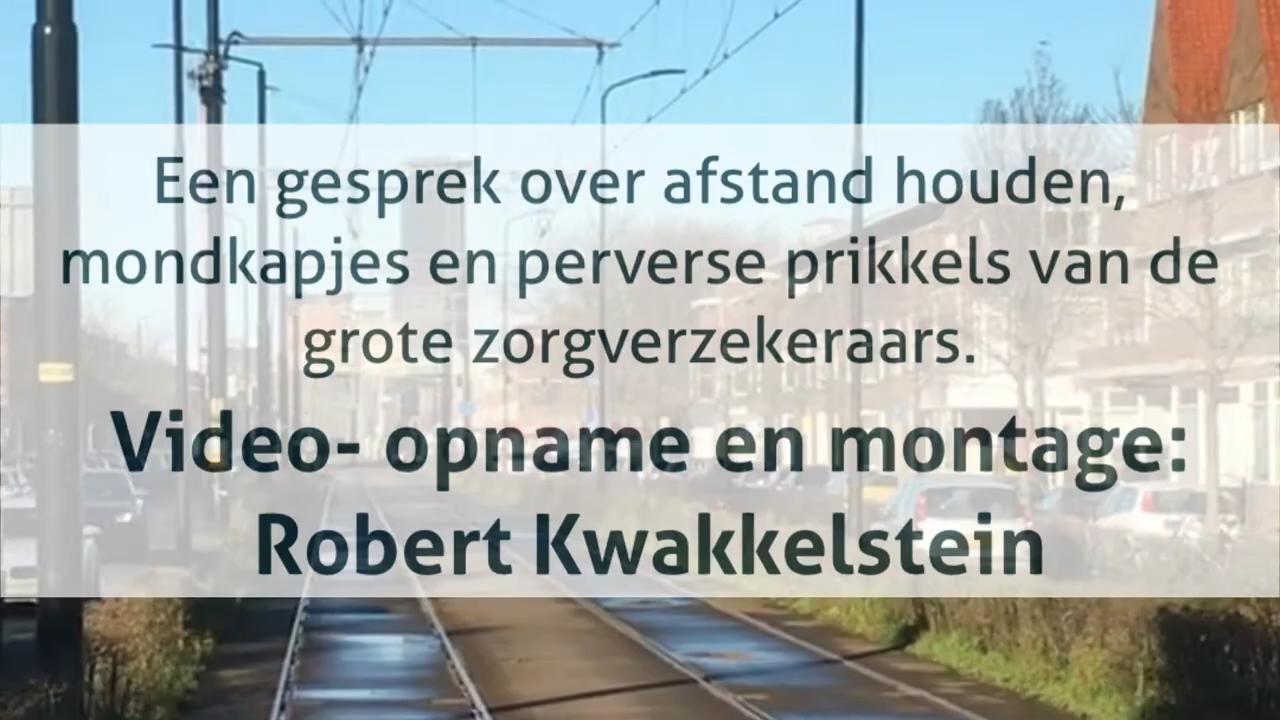 Een gesprek over afstand houden,
mondkapjes en perverse prikkels van de
grote zorgverzekeraars.
Video- opname en montage:
Robert Kwakkelstein